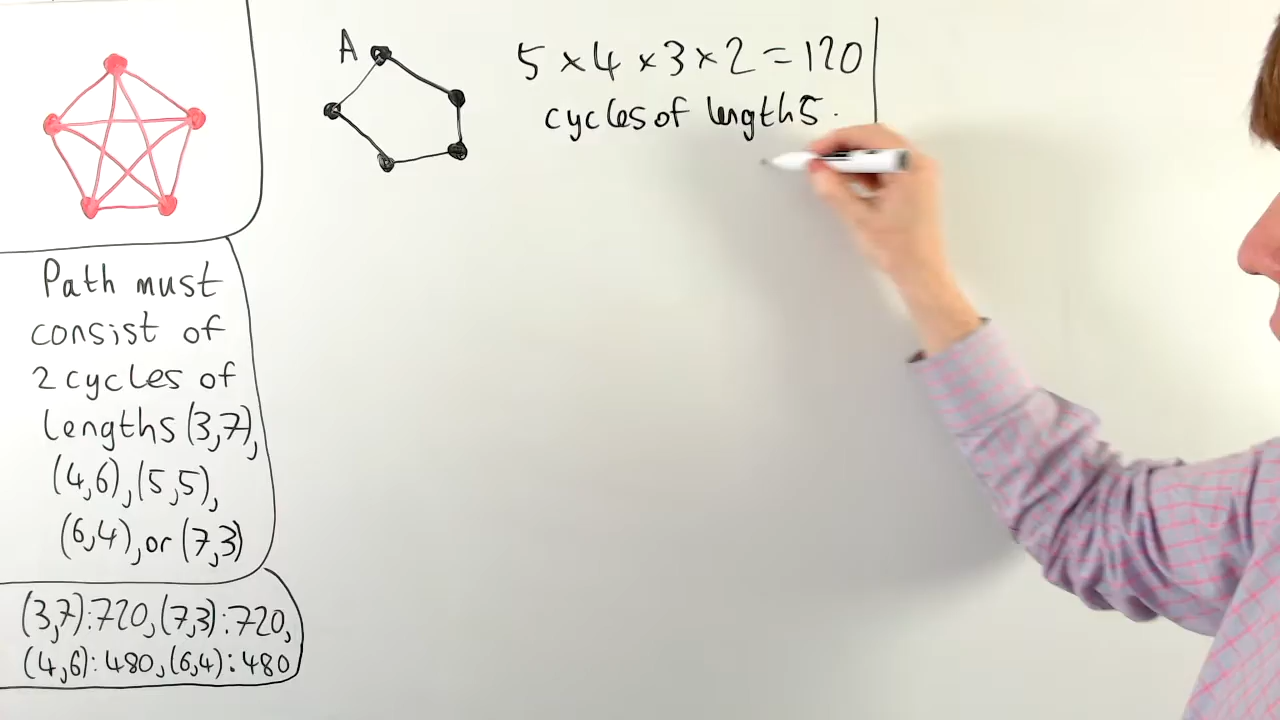 Path must
consist of
2 cycles of
lengths (3,7),
(4,6), (5,5),
(6,4), or (7,3)
(3,7):720, (7,3):720,
(4,6):480, (6,4):480
A
5 × 4 × 3 × 2 = 120
cycles of length 5.